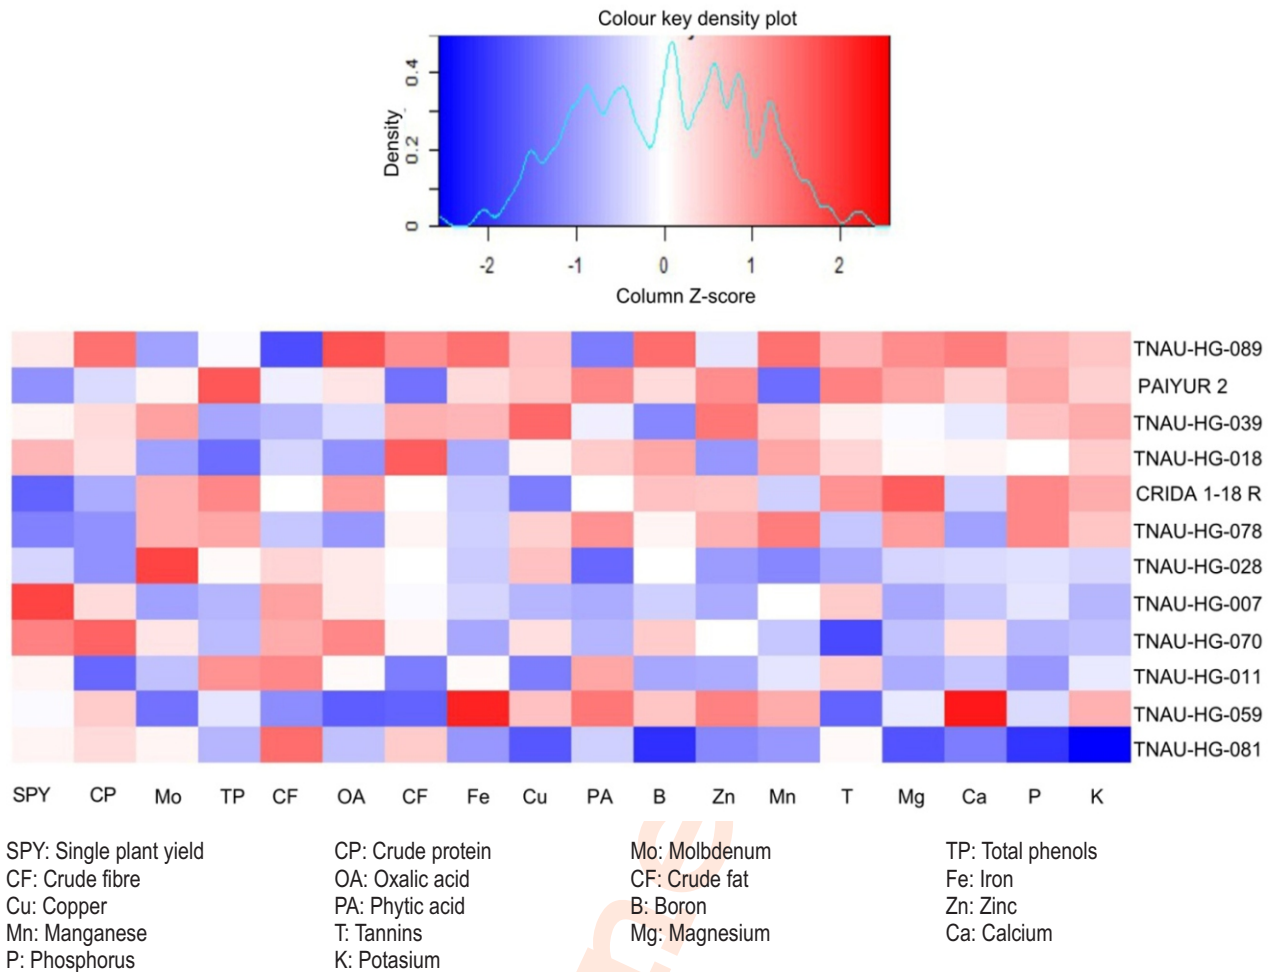 Colour key density plot
Density
0 0.2 0.4
-2 -1 0 1 2
Column Z-score
TNAU-HG-089
PAIYUR 2
TNAU-HG-039
TNAU-HG-018
CRIDA 1-18 R
TNAU-HG-078
TNAU-HG-028
TNAU-HG-007
TNAU-HG-070
TNAU-HG-011
TNAU-HG-059
TNAU-HG-081
SPY CP Mo TP CF OA CF Fe Cu PA B Zn Mn T Mg Ca P K
SPY: Single plant yield CP: Crude protein Mo: Molbdenum TP: Total phenols
CF: Crude fibre OA: Oxalic acid CF: Crude fat Fe: Iron
Cu: Copper PA: Phytic acid B: Boron Zn: Zinc
Mn: Manganese T: Tannins Mg: Magnesium Ca: Calcium
P: Phosphorus K: Potasium